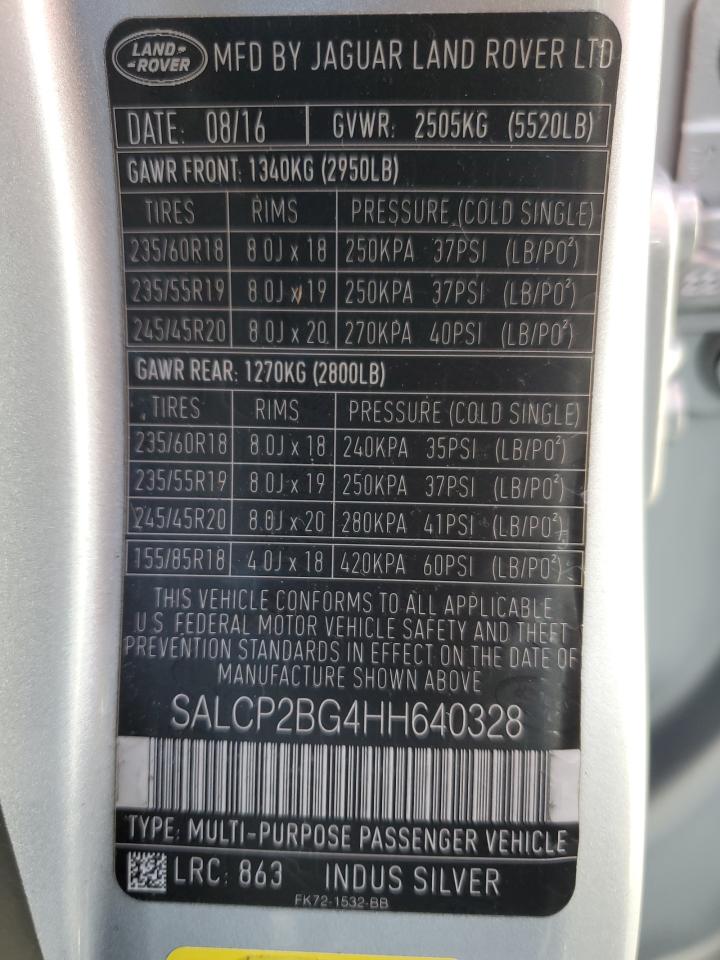 LAND-
-ROVER
MFD BY JAGUAR LAND ROVER LTD
DATE: 08/16 GVWR: 2505KG (5520LB)
GAWR FRONT: 1340KG (2950LB)
TIRES RIMS PRESSURE (COLD SINGLE)
235/60R18 8.0J x 18 250KPA 37PSI (LB/PO²)
235/55R19 8.0J x 19 250KPA 37PSI (LB/PO²)
245/45R20 8.0J x 20 270KPA 40PSI (LB/PO²)
GAWR REAR: 1270KG (2800LB)
TIRES RIMS PRESSURE (COLD SINGLE)
235/60R18 8.0J x 18 240KPA 35PSI (LB/PO²)
235/55R19 8.0J x 19 250KPA 37PSI (LB/PO²)
245/45R20 8.0J x 20 280KPA 41PSI (LB/PO²)
155/85R18 4.0J x 18 420KPA 60PSI (LB/PO²)
THIS VEHICLE CONFORMS TO ALL APPLICABLE
U.S. FEDERAL MOTOR VEHICLE SAFETY AND THEFT
PREVENTION STANDARDS IN EFFECT ON THE DATE OF
MANUFACTURE SHOWN ABOVE
SALCP2BG4HH640328
TYPE: MULTI-PURPOSE PASSENGER VEHICLE
LRC: 863 INDUS SILVER
FK72-1532-BB